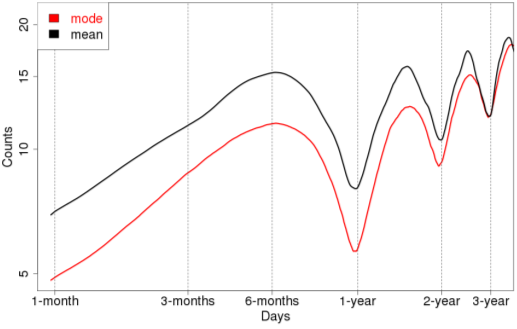 mode
mean
Counts
20
15
10
5
1-month
3-months
6-months
1-year
2-year
3-year
Days